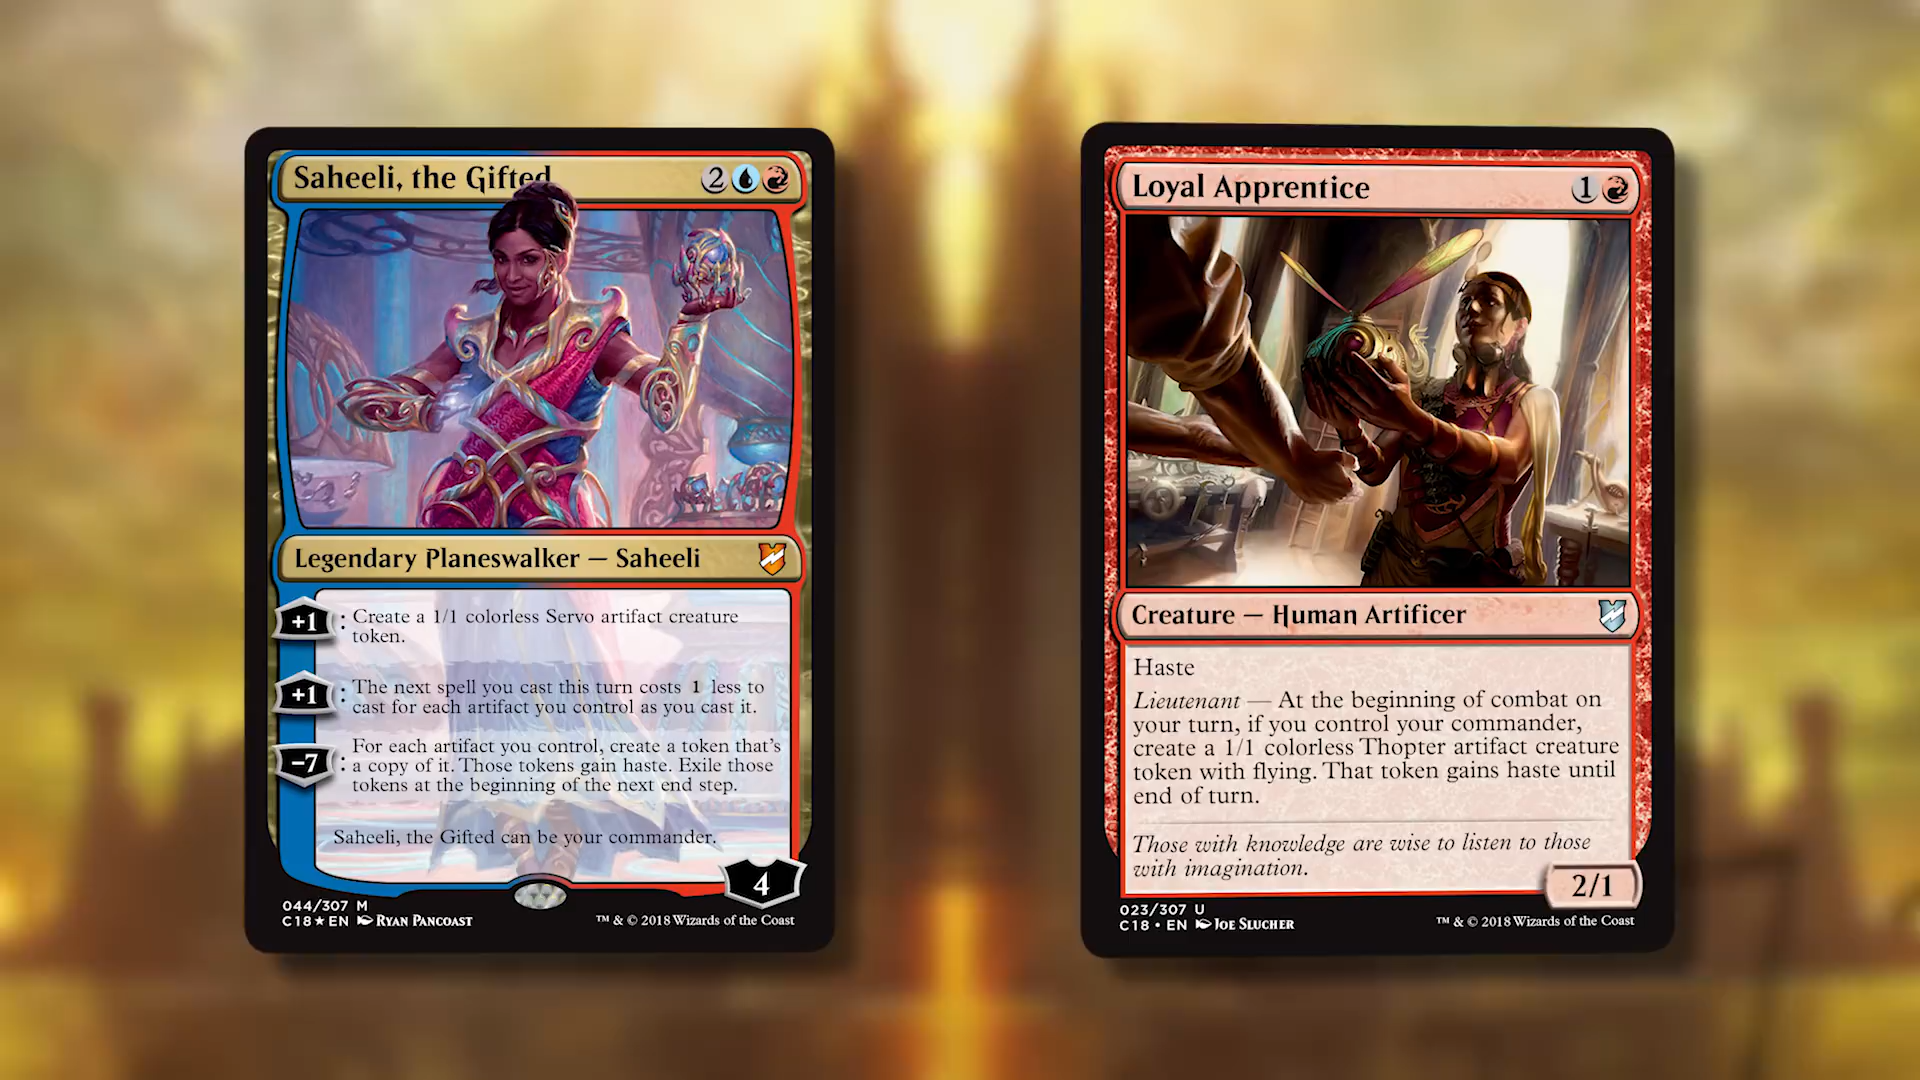 Saheeli, the Gifted 2
Legendary Planeswalker — Saheeli
+1 : Create a 1/1 colorless Servo artifact creature
token.
+1 : The next spell you cast this turn costs 1 less to
cast for each artifact you control as you cast it.
For each artifact you control, create a token that's
−7 : a copy of it. Those tokens gain haste. Exile those
tokens at the beginning of the next end step.
Saheeli, the Gifted can be your commander.
4
044/307 M
C18★EN Ryan Pancoast ™ & © 2018 Wizards of the Coast
Loyal Apprentice 1
Creature — Human Artificer
Haste
Lieutenant — At the beginning of combat on
your turn, if you control your commander,
create a 1/1 colorless Thopter artifact creature
token with flying. That token gains haste until
end of turn.
Those with knowledge are wise to listen to those
with imagination.
2/1
023/307 U
C18 • EN Joe Slucher ™ & © 2018 Wizards of the Coast